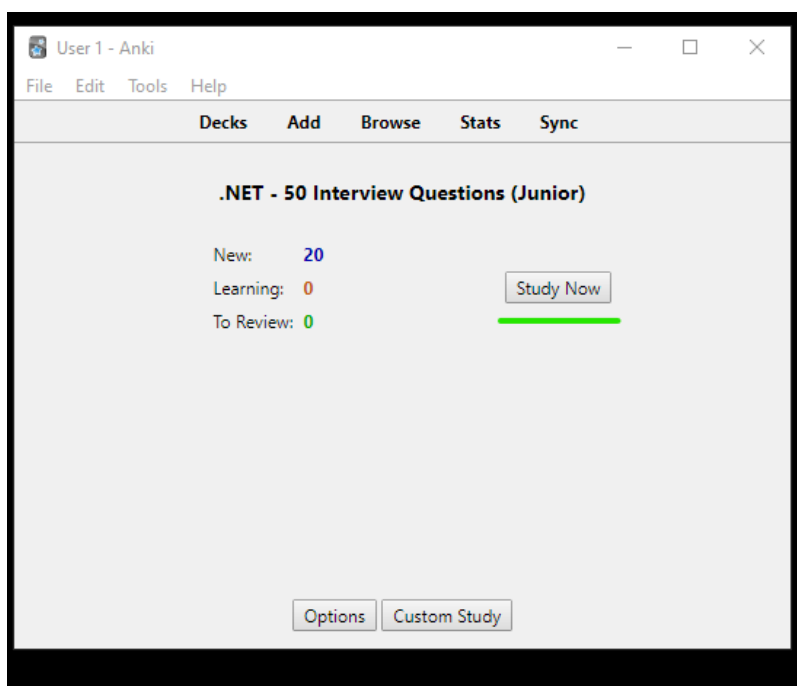 User 1 - Anki
File Edit Tools Help
Decks Add Browse Stats Sync
.NET - 50 Interview Questions (Junior)
New: 20
Learning: 0 Study Now
To Review: 0
Options Custom Study